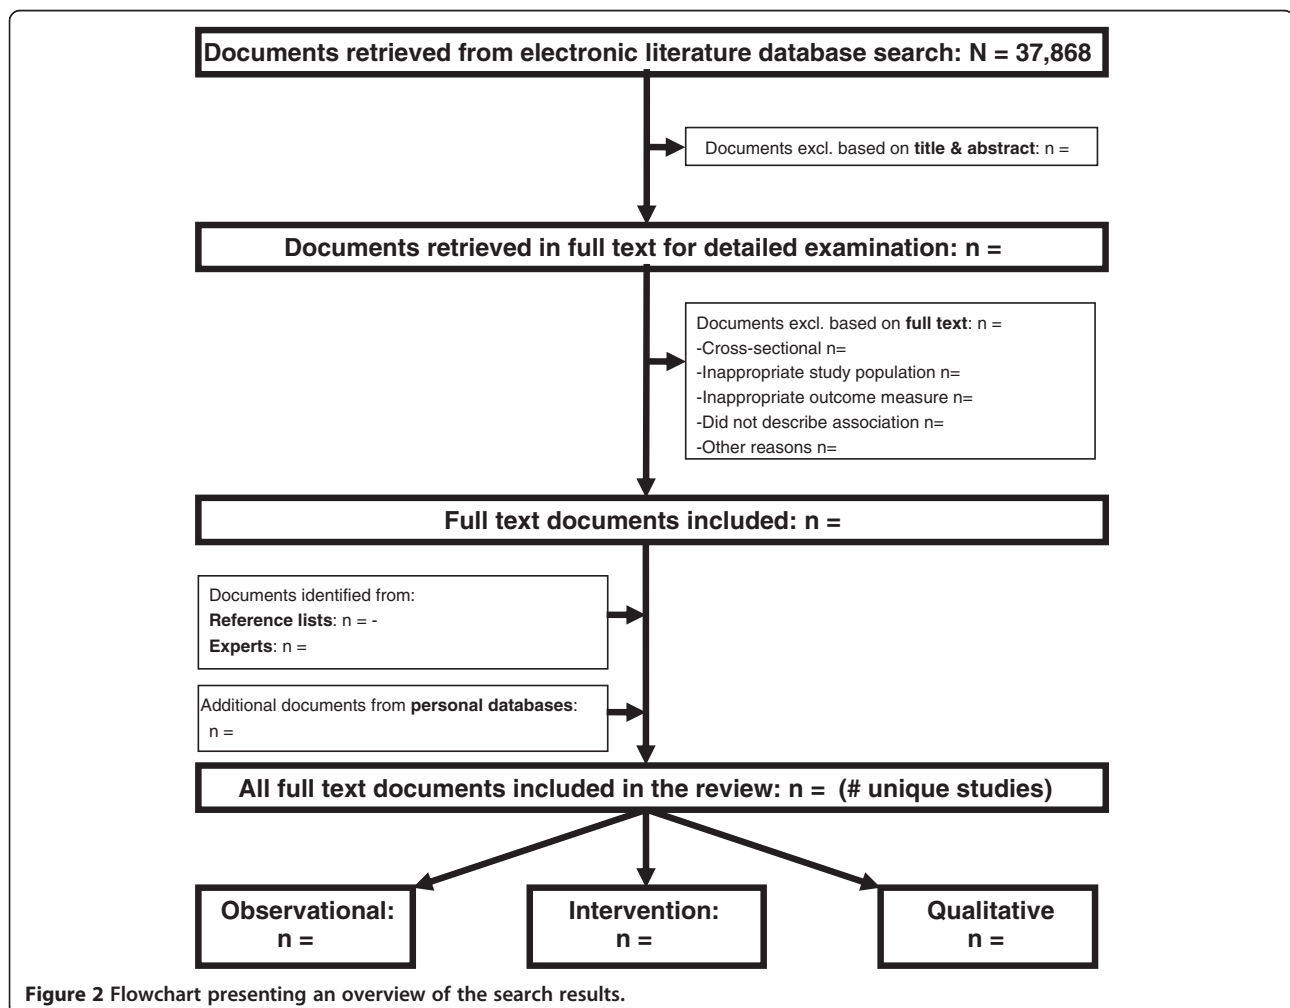 Documents retrieved from electronic literature database search: N = 37,868
Documents excl. based on title & abstract: n =
Documents retrieved in full text for detailed examination: n =
Documents excl. based on full text: n =
-Cross-sectional n=
-Inappropriate study population n=
-Inappropriate outcome measure n=
-Did not describe association n=
-Other reasons n=
Full text documents included: n =
Documents identified from:
Reference lists: n = -
Experts: n =
Additional documents from personal databases:
n =
All full text documents included in the review: n = (# unique studies)
Observational:
n =
Intervention:
n =
Qualitative
n =
Figure 2 Flowchart presenting an overview of the search results.